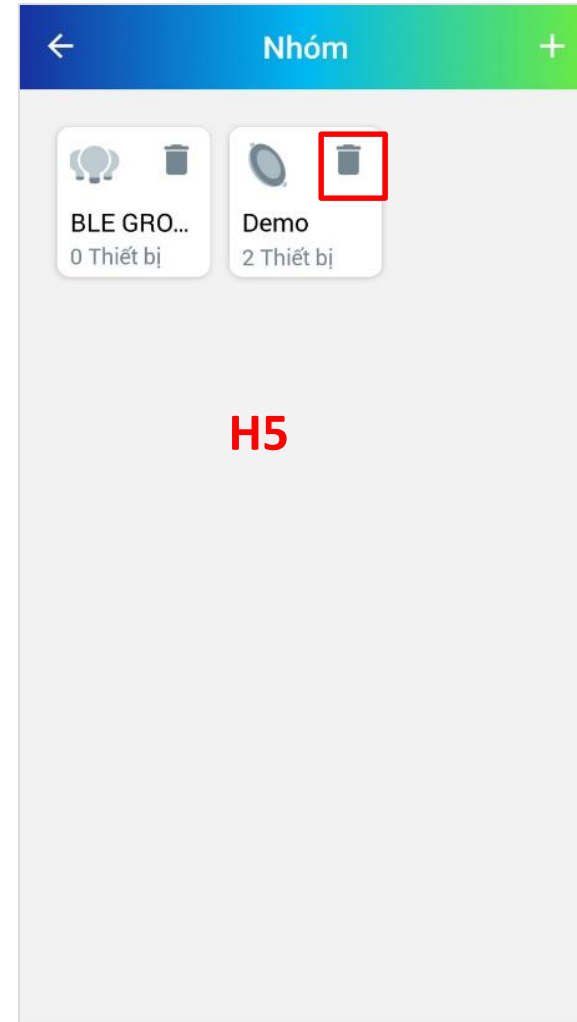 Nhóm
BLE GRO...
0 Thiết bị
Demo
2 Thiết bị
H5